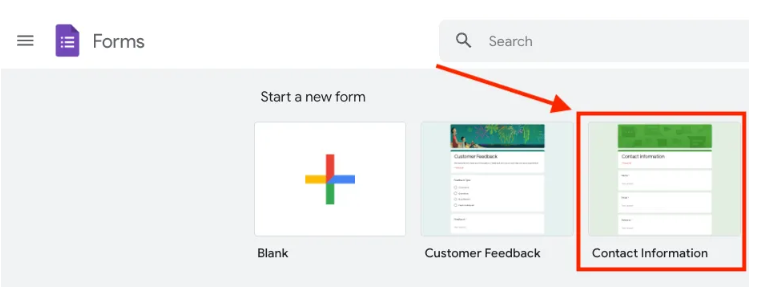 Forms
Search
Start a new form
Customer Feedback
Contact Information
Blank
Customer Feedback
Contact Information